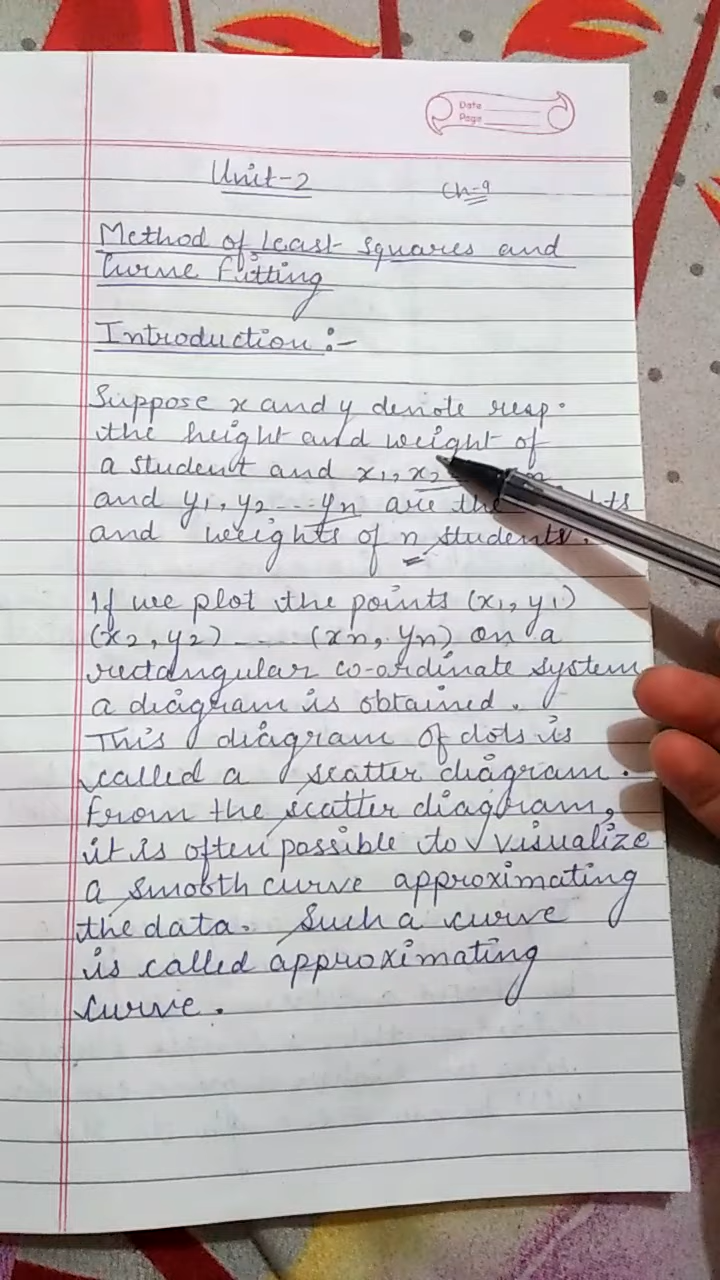 Date
Page
Unit-2 Ch-9
Method of Least Squares and
Curve Fitting
Introduction :-
Suppose x and y denote resp.
the height and weight of
a student and x1, x2
and y1, y2 --- yn are the
and weights of n students.
If we plot the points (x1, y1)
(x2, y2) ---- (xn, yn) on a
rectangular co-ordinate system
a diagram is obtained.
This diagram of dots is
called a scatter diagram.
From the scatter diagram,
it is often possible to visualize
a smooth curve approximating
the data. Such a curve
is called approximating
curve.